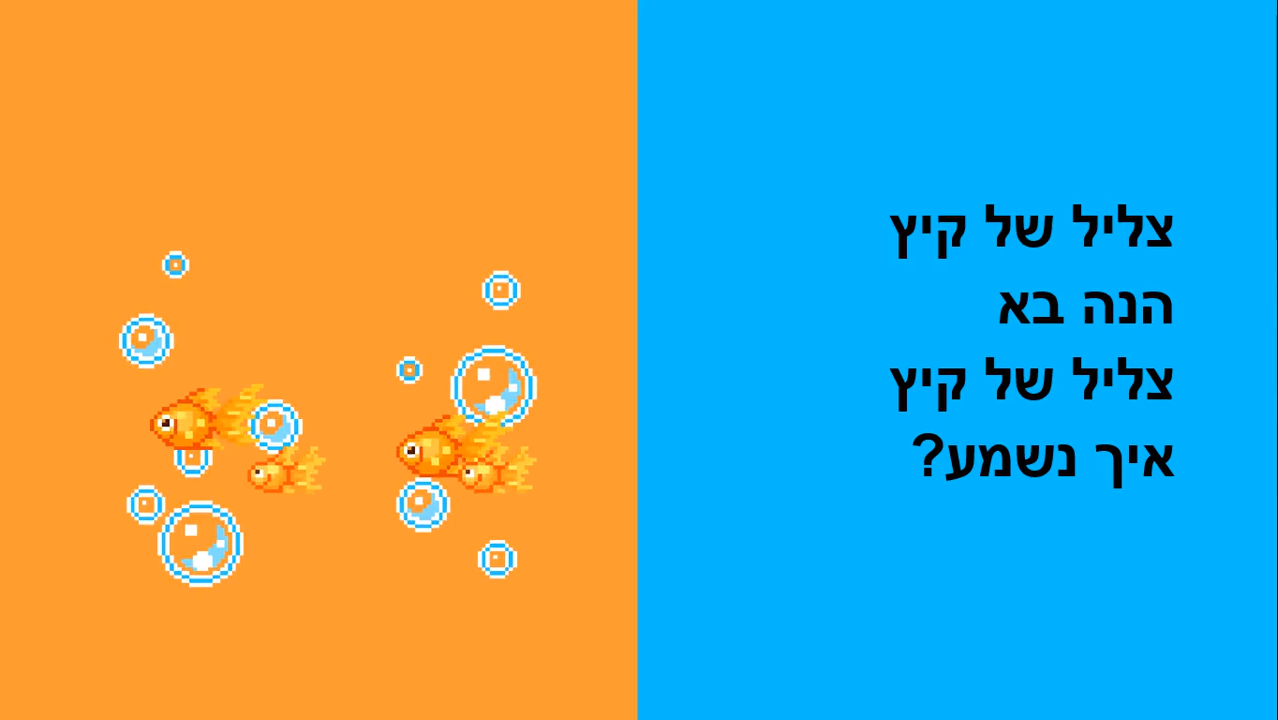 צליל של קיץ
הנה בא
צליל של קיץ
איך נשמע?